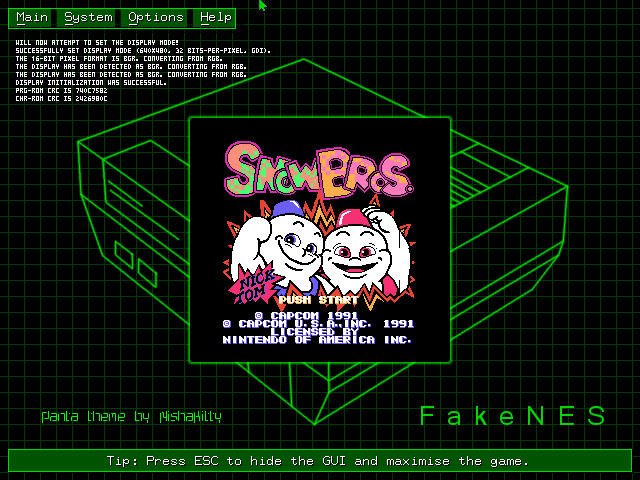 Main System Options Help
WILL NOW ATTEMPT TO SET THE DISPLAY MODE!
SUCCESSFULLY SET DISPLAY MODE (640X480, 32 BITS-PER-PIXEL, GDI).
THE 16-BIT PIXEL FORMAT IS BGR. CONVERTING FROM RGB.
THE DISPLAY HAS BEEN DETECTED AS BGR. CONVERTING FROM RGB.
THE DISPLAY HAS BEEN DETECTED AS BGR. CONVERTING FROM RGB.
DISPLAY INITIALIZATION WAS SUCCESSFUL.
PRG-ROM CRC IS 740C7582
CHR-ROM CRC IS 24269B0C
SNOW BROS.
NICK
TOM
PUSH START
© CAPCOM 1991
© CAPCOM U.S.A.,INC. 1991
LICENSED BY
NINTENDO OF AMERICA INC.
panta theme by MishaKitty
FakeNES
Tip: Press ESC to hide the GUI and maximise the game.